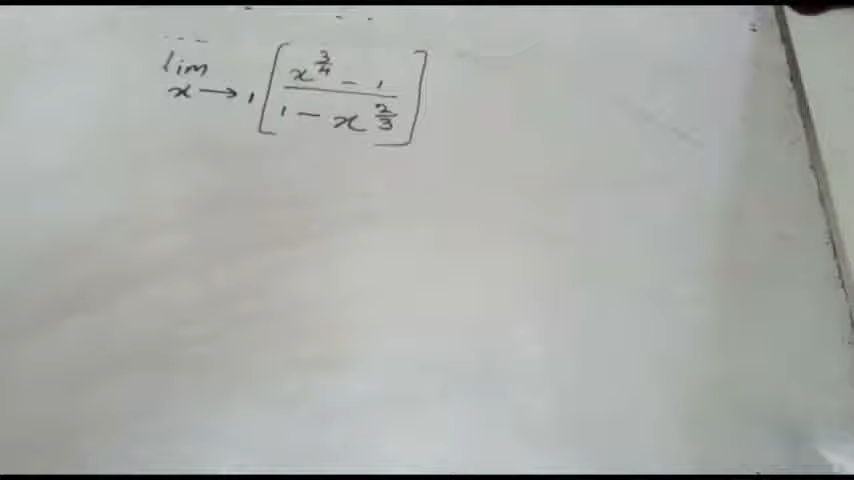 lim x→1 [ (x^(3/4) - 1) / (1 - x^(2/3)) ]